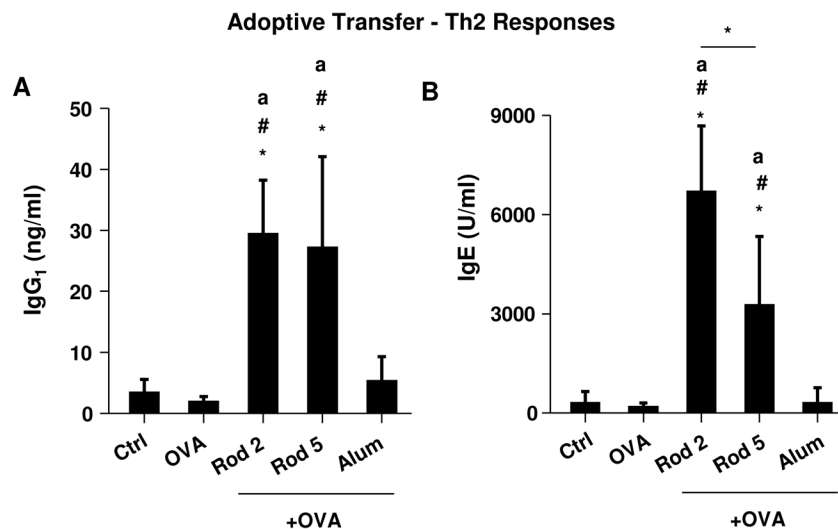 Adoptive Transfer - Th2 Responses
A
IgG1 (ng/ml)
50
40
30
20
10
0
a
#
*
a
#
*
Ctrl
OVA
Rod 2
Rod 5
Alum
+OVA
B
IgE (U/ml)
9000
6000
3000
0
*
a
#
*
a
#
*
Ctrl
OVA
Rod 2
Rod 5
Alum
+OVA